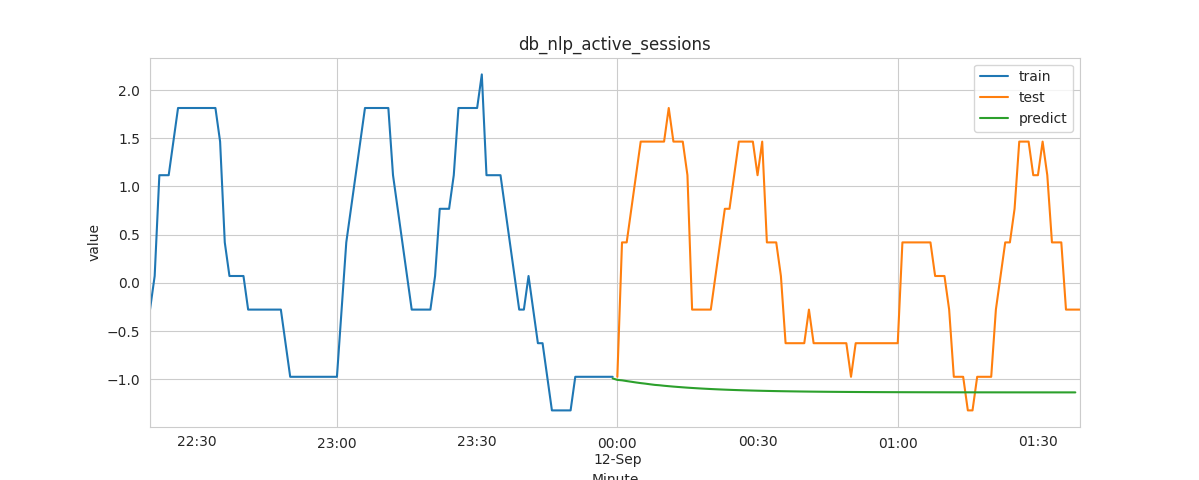 db_nlp_active_sessions
train
test
predict
value
2.0
1.5
1.0
0.5
0.0
−0.5
−1.0
22:30
23:00
23:30
00:00
00:30
01:00
01:30
12-Sep
Minute